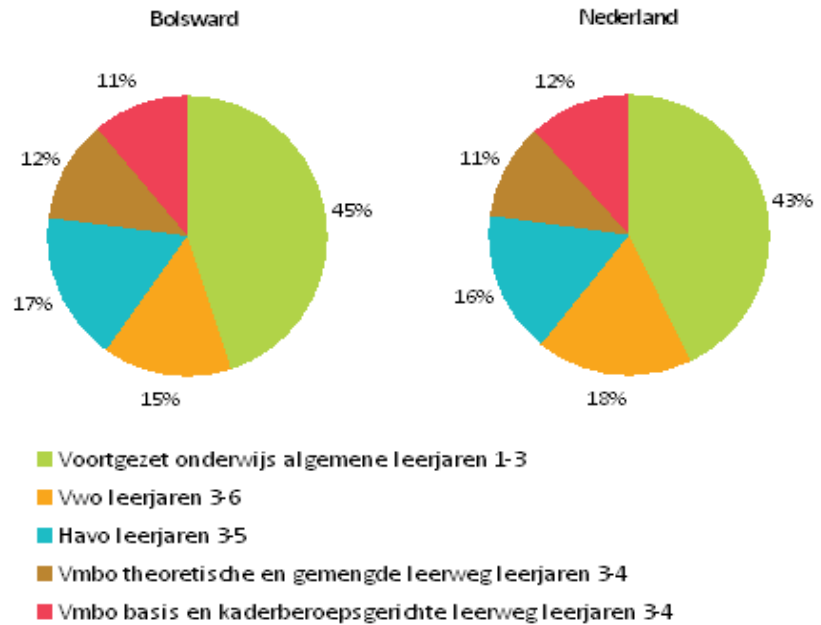 Bolsward
Nederland
11%
12%
17%
15%
45%
12%
11%
16%
18%
43%
Voortgezet onderwijs algemene leerjaren 1-3
Vwo leerjaren 3-6
Havo leerjaren 3-5
Vmbo theoretische en gemengde leerweg leerjaren 3-4
Vmbo basis en kaderberoepsgerichte leerweg leerjaren 3-4